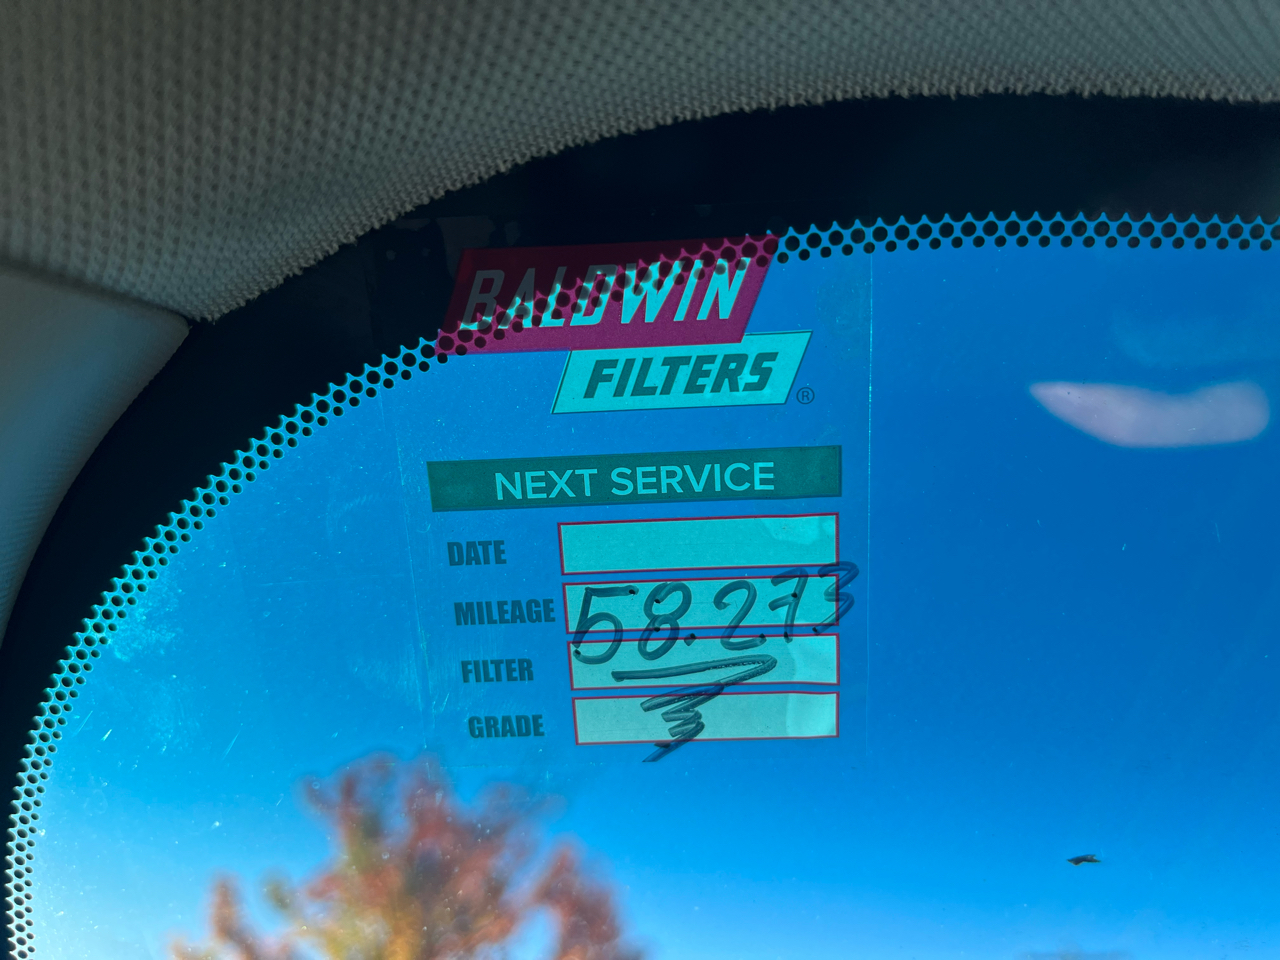 BALDWIN
FILTERS®
NEXT SERVICE
DATE
MILEAGE 58.273
FILTER
GRADE